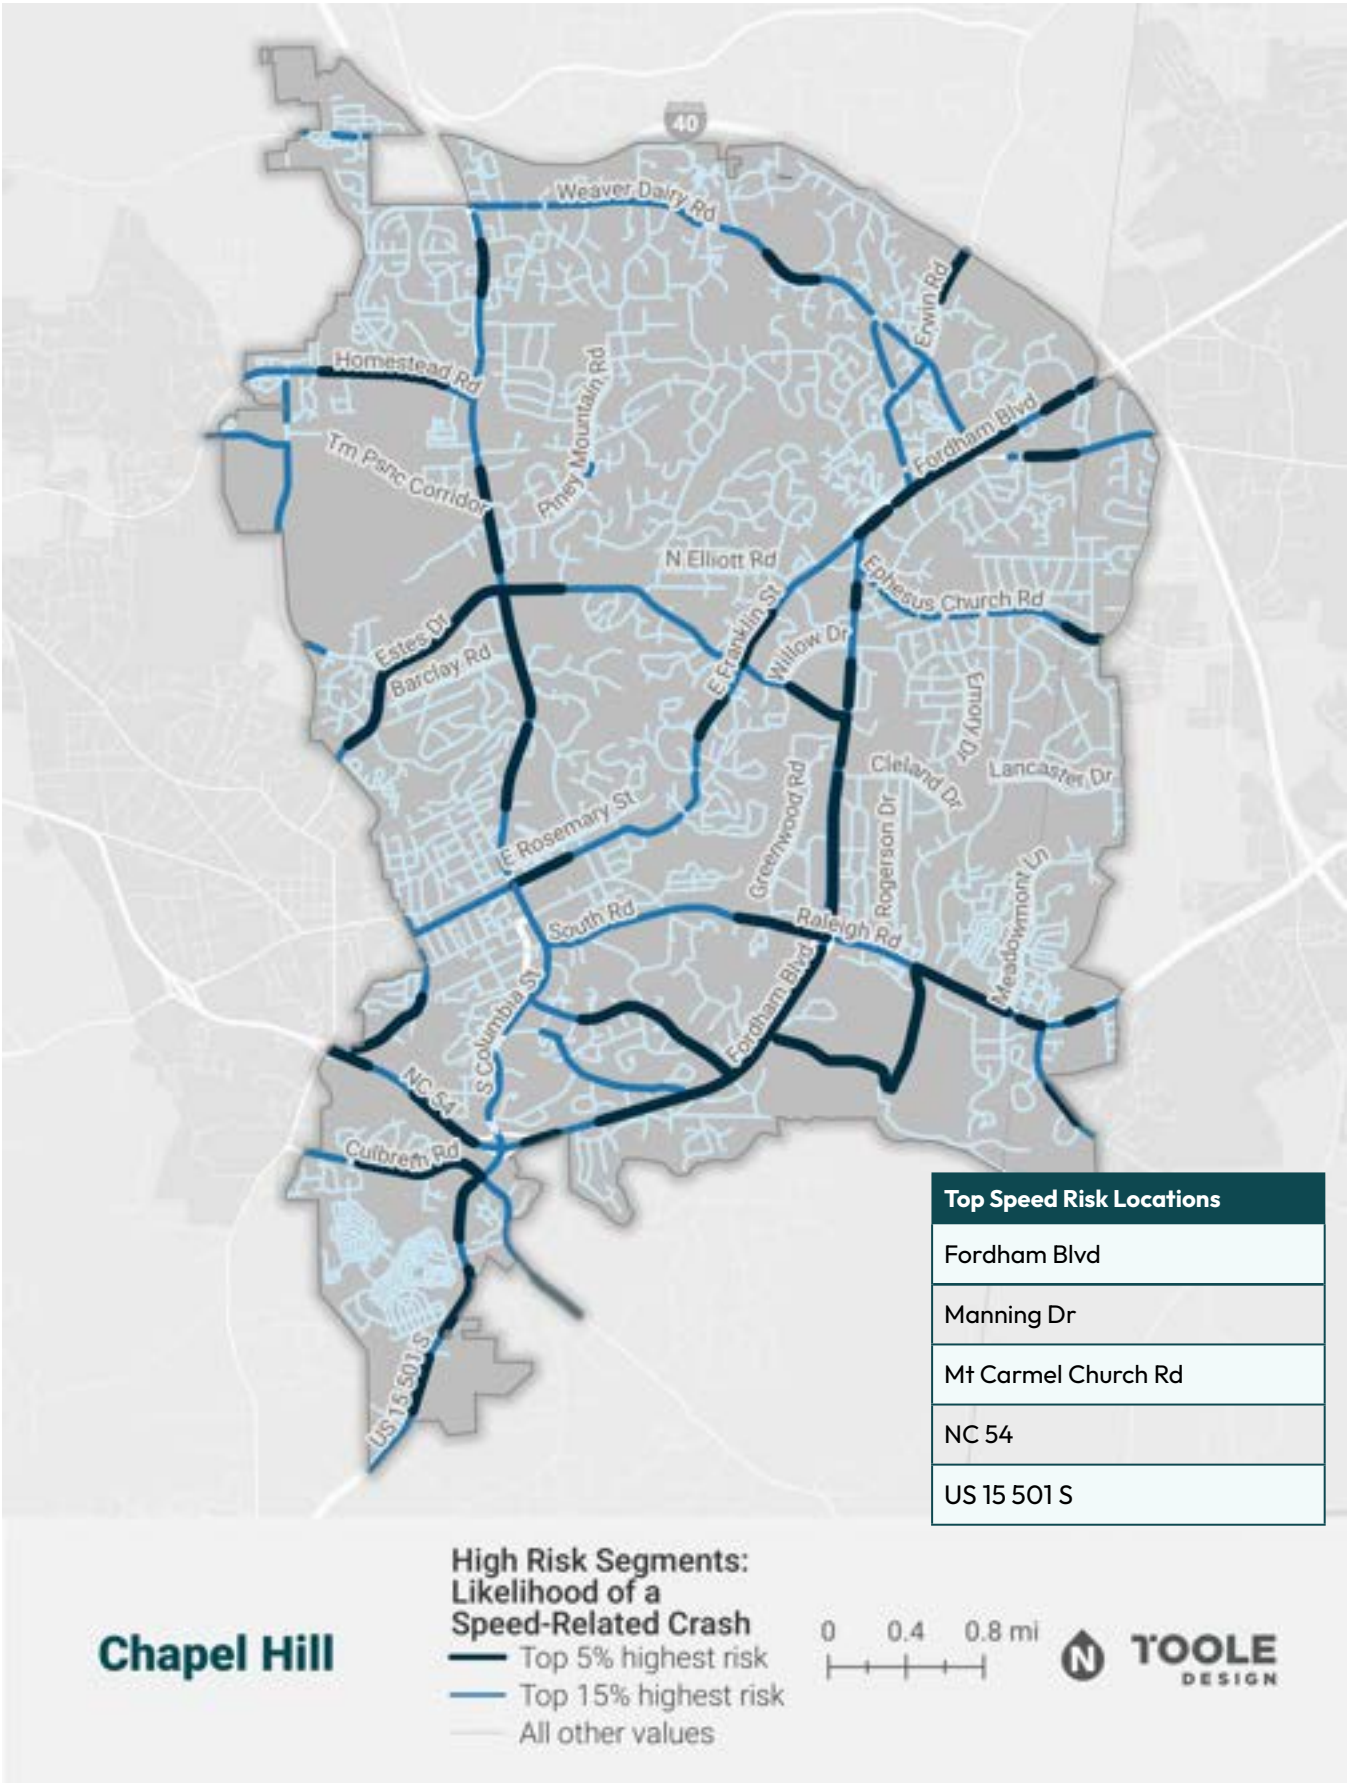 40
Weaver Dairy Rd
Erwin Rd
Homestead Rd
Piney Mountain Rd
Fordham Blvd
Tm Psnc Corridor
N Elliott Rd
Ephesus Church Rd
Estes Dr
Barclay Rd
E Franklin St
Willow Dr
Emory Dr
Cleland Dr
Lancaster Dr
Greenwood Rd
Rogerson Dr
E Rosemary St
Meadowmont Ln
South Rd
Raleigh Rd
S Columbia St
Fordham Blvd
NC 54
Culbreth Rd
US 15 501 S
Top Speed Risk Locations
Fordham Blvd
Manning Dr
Mt Carmel Church Rd
NC 54
US 15 501 S
Chapel Hill
High Risk Segments:
Likelihood of a
Speed-Related Crash
Top 5% highest risk
Top 15% highest risk
All other values
0 0.4 0.8 mi
N
TOOLE
DESIGN